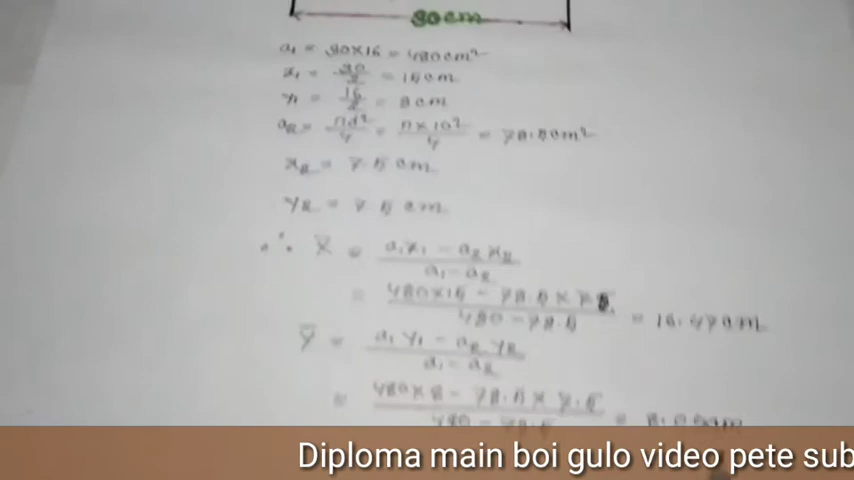 30cm
a₁ = 30×16 = 480cm²
x₁ = 30/2 = 15cm
y₁ = 16/2 = 8cm
a₂ = πd²/4 = π×10²/4 = 78.5cm²
x₂ = 7.5cm
y₂ = 7.5cm
∴ x̄ = (a₁x₁ - a₂x₂)/(a₁ - a₂)
= (480×15 - 78.5×7.5)/(480 - 78.5) = 16.47cm
ȳ = (a₁y₁ - a₂y₂)/(a₁ - a₂)
= (480×8 - 78.5×7.5)/(480 - 78.5) =
Diploma main boi gulo video pete sub